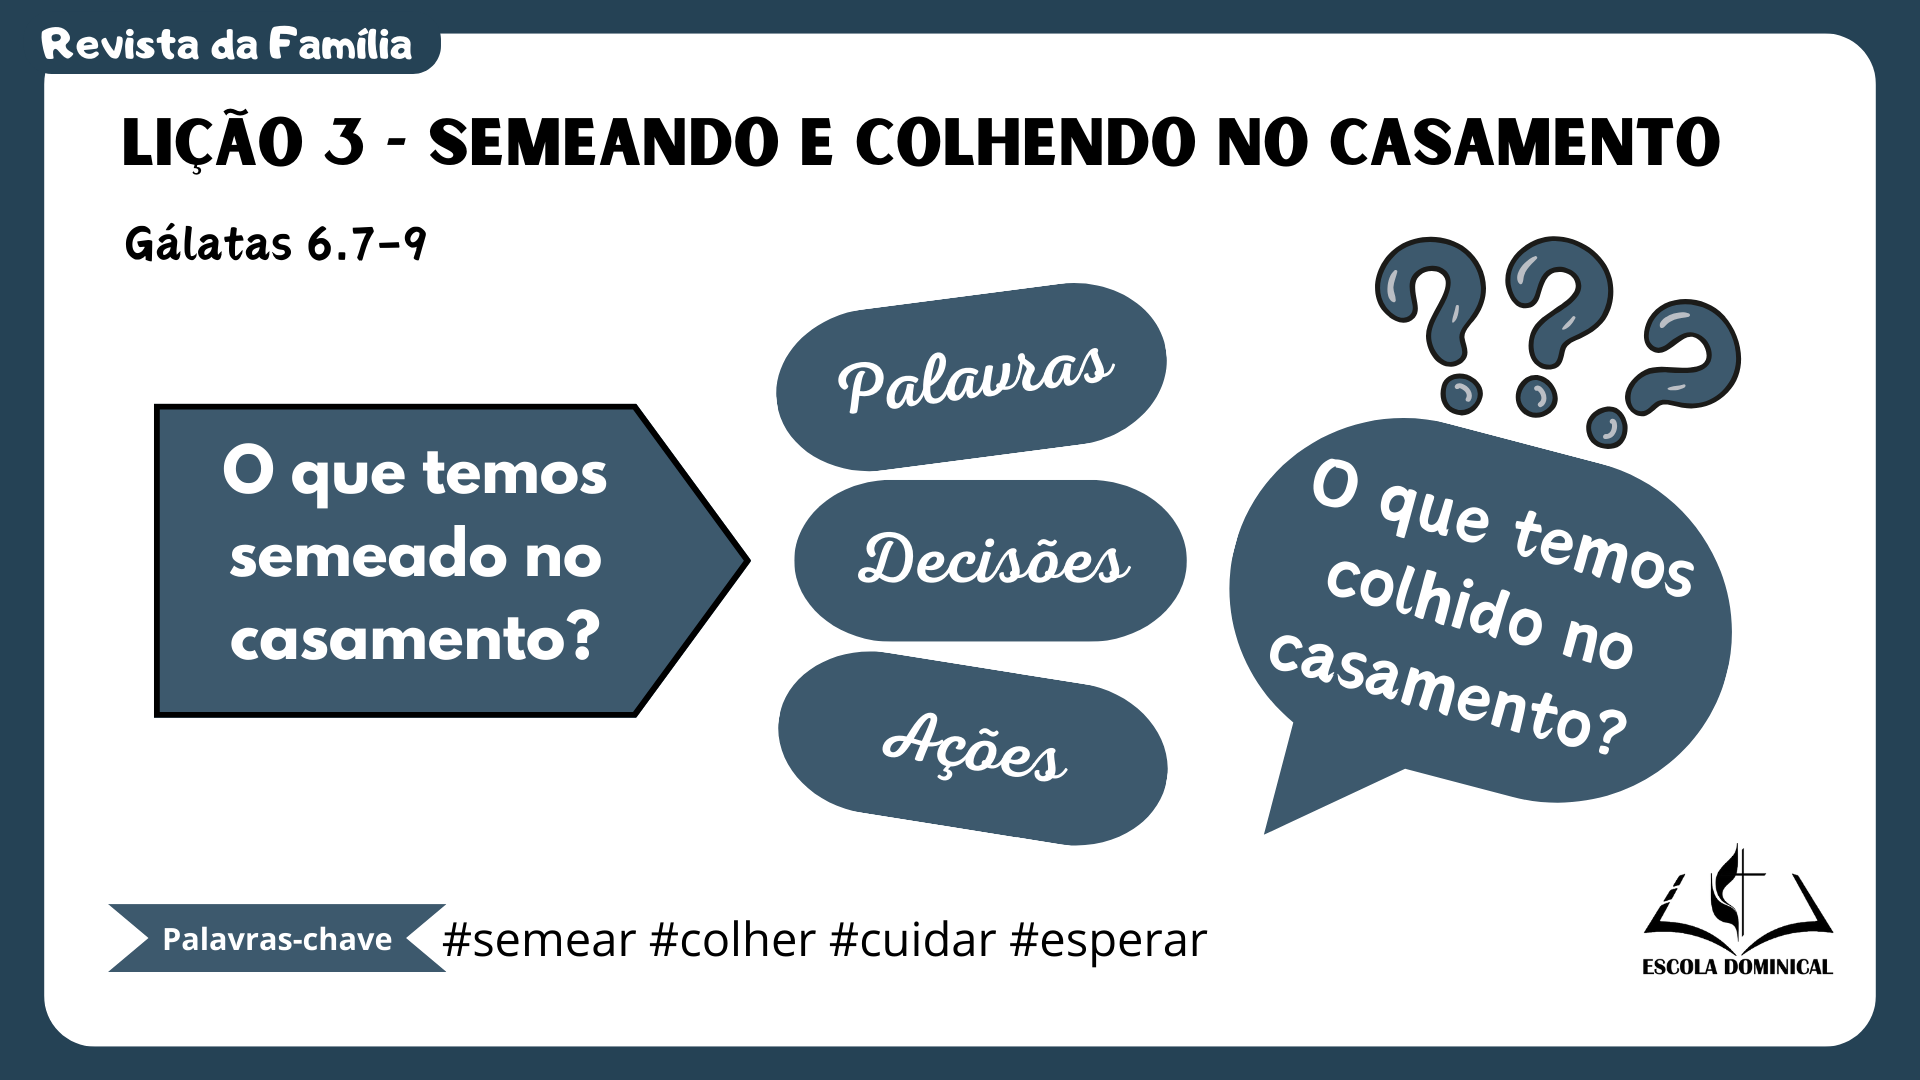 Revista da Família
LIÇÃO 3 - SEMEANDO E COLHENDO NO CASAMENTO
Gálatas 6.7-9
O que temos
semeado no
casamento?
Palavras
Decisões
Ações
O que temos
colhido no
casamento?
Palavras-chave
#semear #colher #cuidar #esperar
ESCOLA DOMINICAL